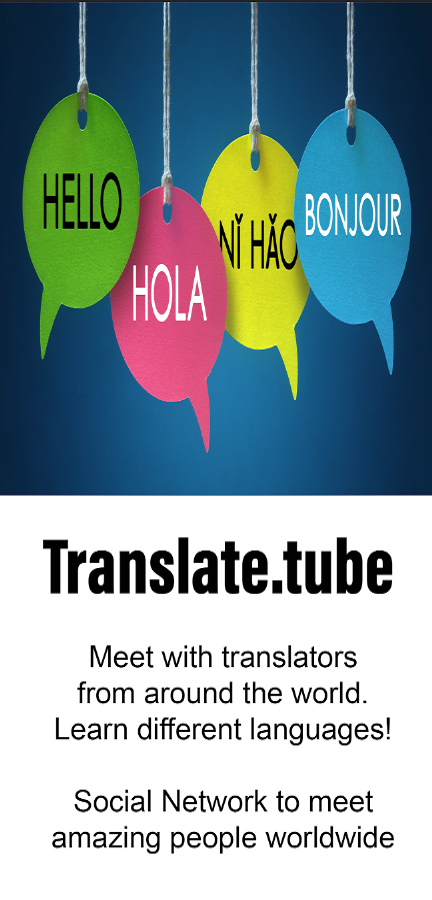 HELLO
HOLA
NǏ HǍO
BONJOUR
Translate.tube
Meet with translators
from around the world.
Learn different languages!
Social Network to meet
amazing people worldwide